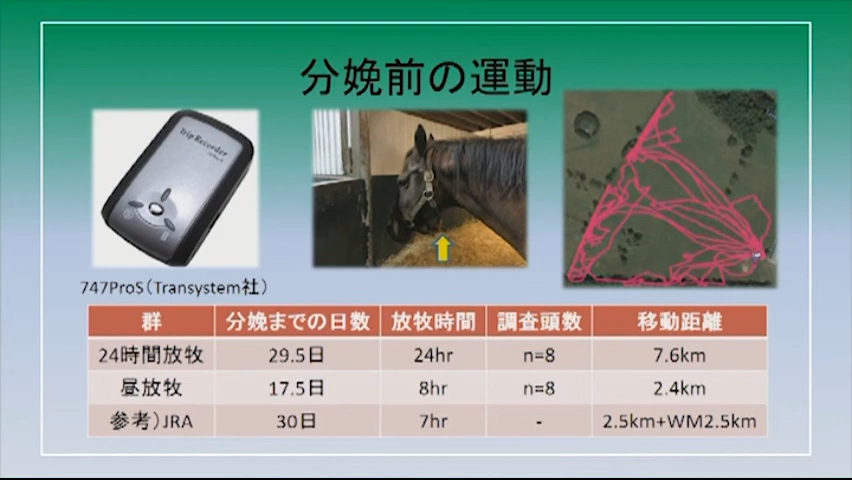 分娩前の運動
Trip Recorder
747ProS（Transystem社）
群 分娩までの日数 放牧時間 調査頭数 移動距離
24時間放牧 29.5日 24hr n=8 7.6km
昼放牧 17.5日 8hr n=8 2.4km
参考）JRA 30日 7hr - 2.5km+WM2.5km